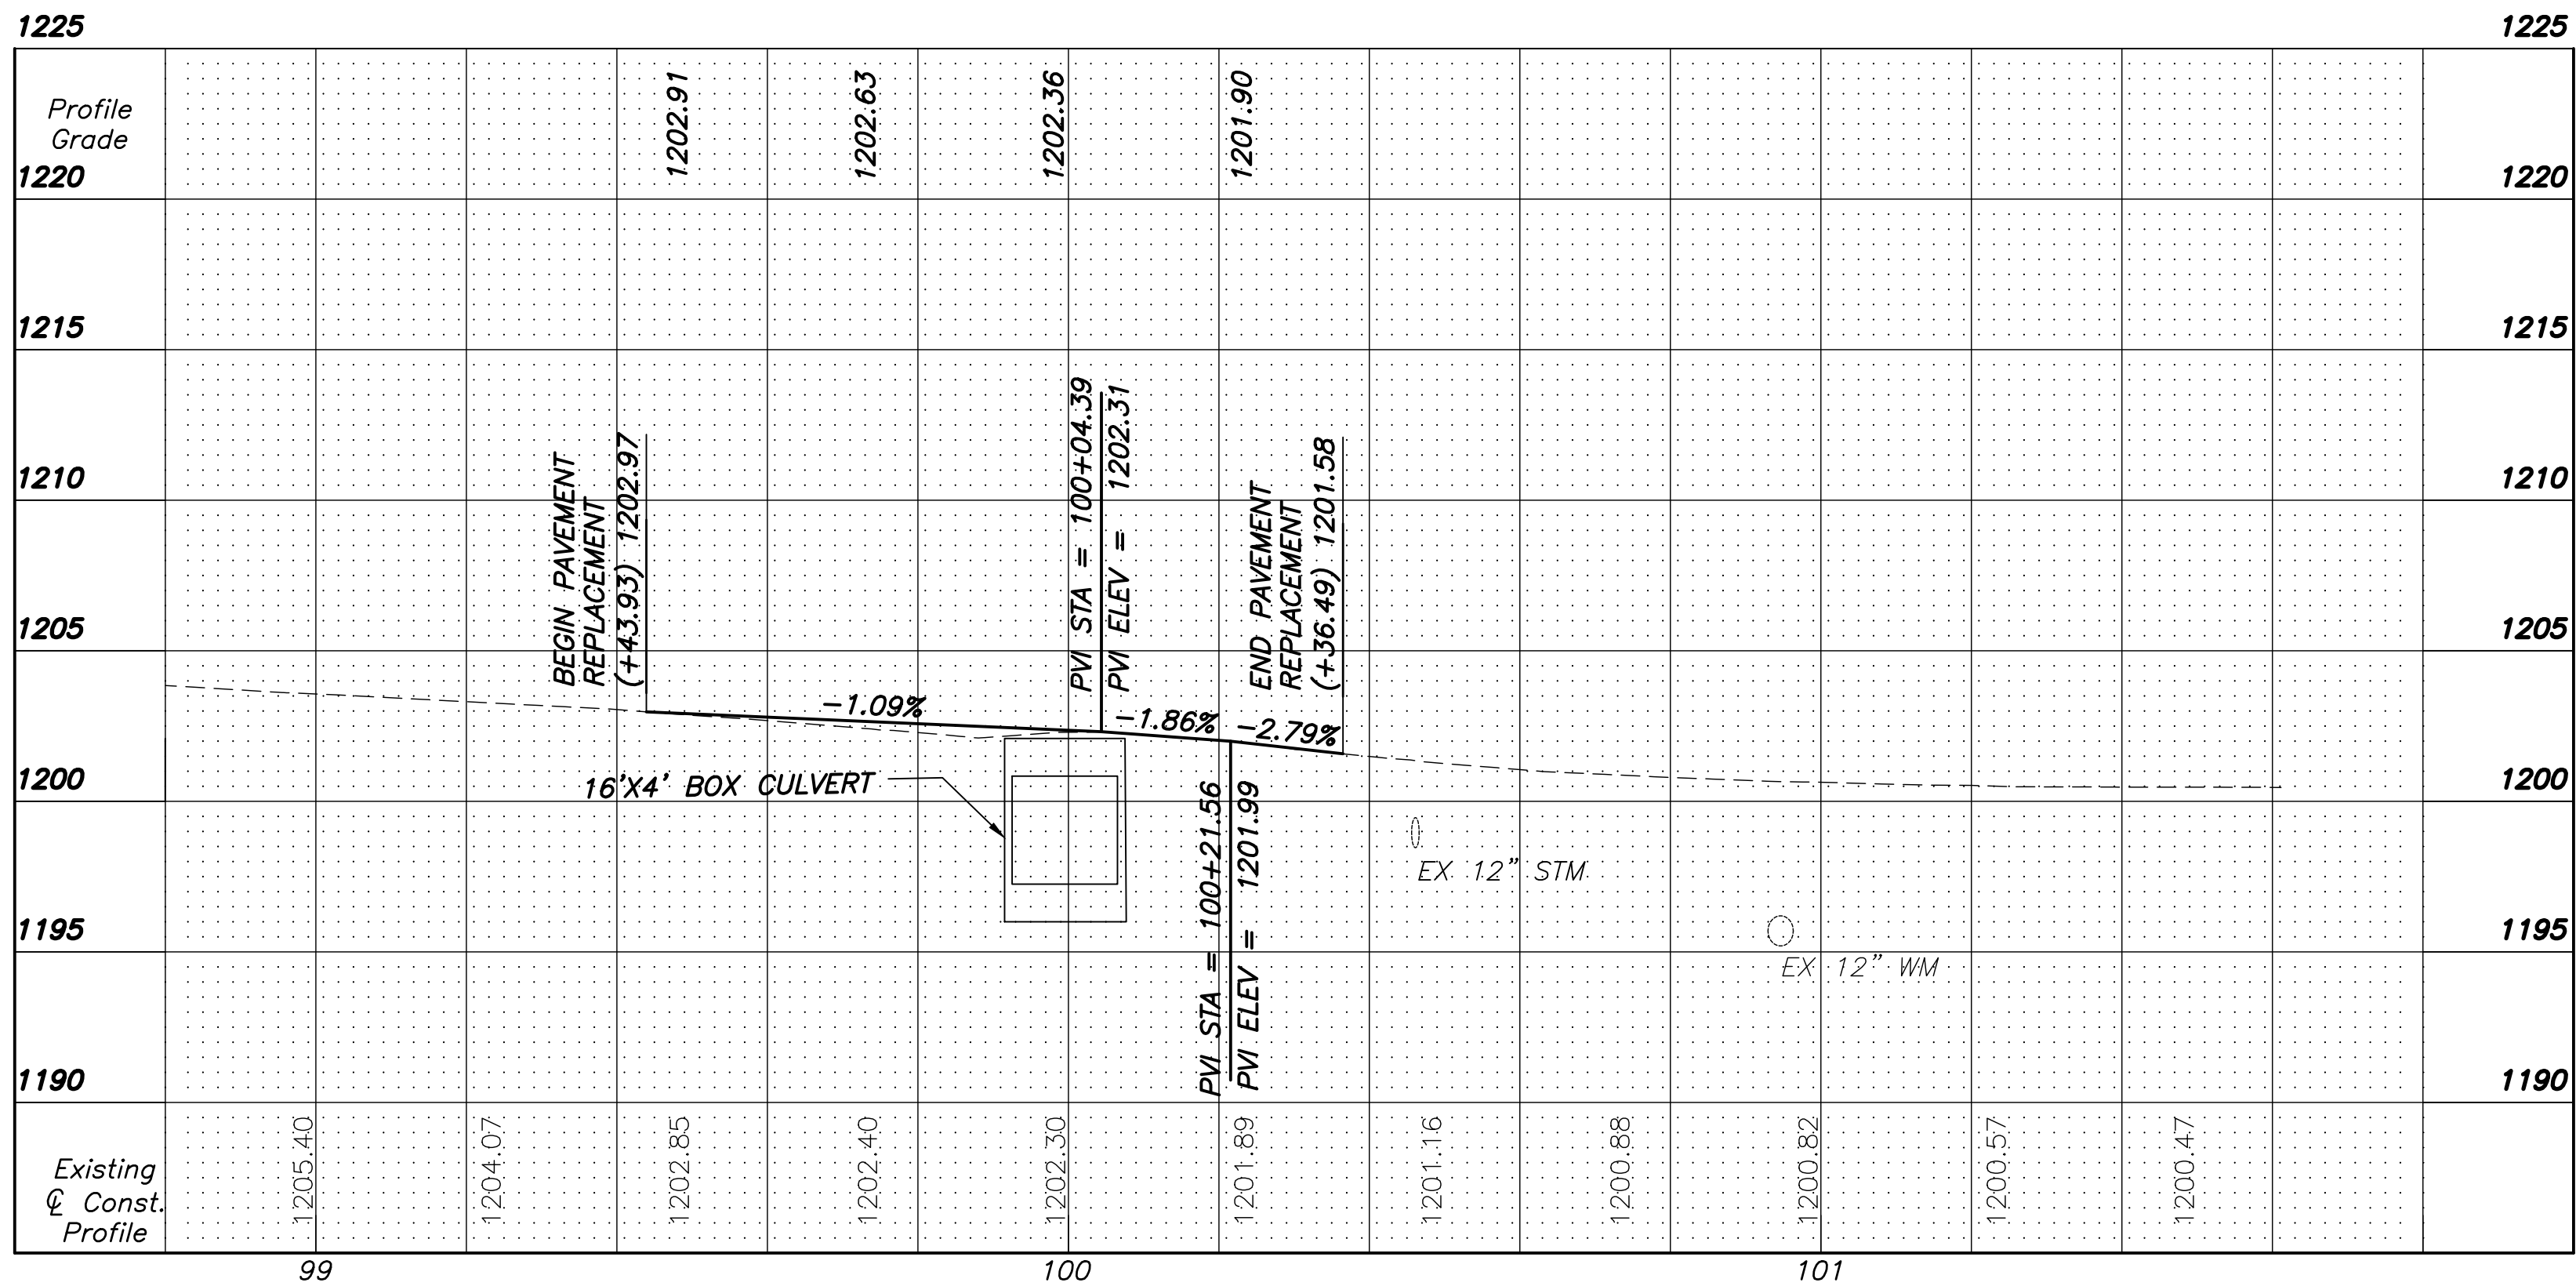 1225 1225
Profile
Grade
1202.91 1202.63 1202.36 1201.90
1220 1220
1215 1215
1210 1210
BEGIN PAVEMENT
REPLACEMENT
(+43.93) 1202.97
PVI STA = 100+04.39
PVI ELEV = 1202.31
END PAVEMENT
REPLACEMENT
(+36.49) 1201.58
1205 1205
-1.09% -1.86% -2.79%
1200 1200
16'X4' BOX CULVERT
PVI STA = 100+21.56
PVI ELEV = 1201.99
EX 12" STM
1195 1195
EX 12" WM
1190 1190
Existing
℄ Const.
Profile
1205.40 1204.07 1202.85 1202.40 1202.30 1201.89 1201.16 1200.88 1200.82 1200.57 1200.47
99 100 101